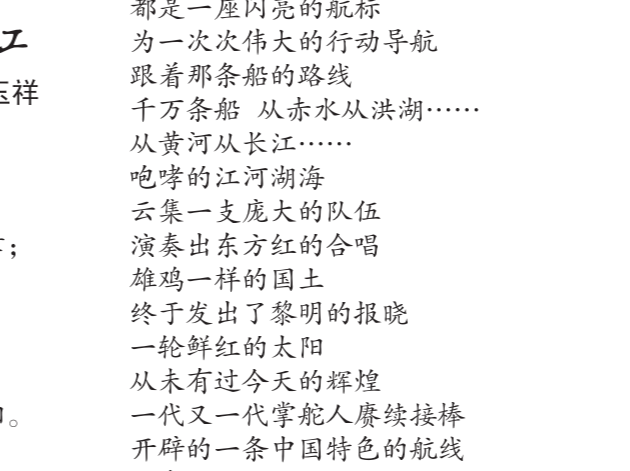 都是一座闪亮的航标
为一次次伟大的行动导航
跟着那条船的路线
千万条船 从赤水从洪湖……
从黄河从长江……
咆哮的江河湖海
云集一支庞大的队伍
演奏出东方红的合唱
雄鸡一样的国土
终于发出了黎明的报晓
一轮鲜红的太阳
从未有过今天的辉煌
一代又一代掌舵人赓续接棒
开辟的一条中国特色的航线
祥
；
。